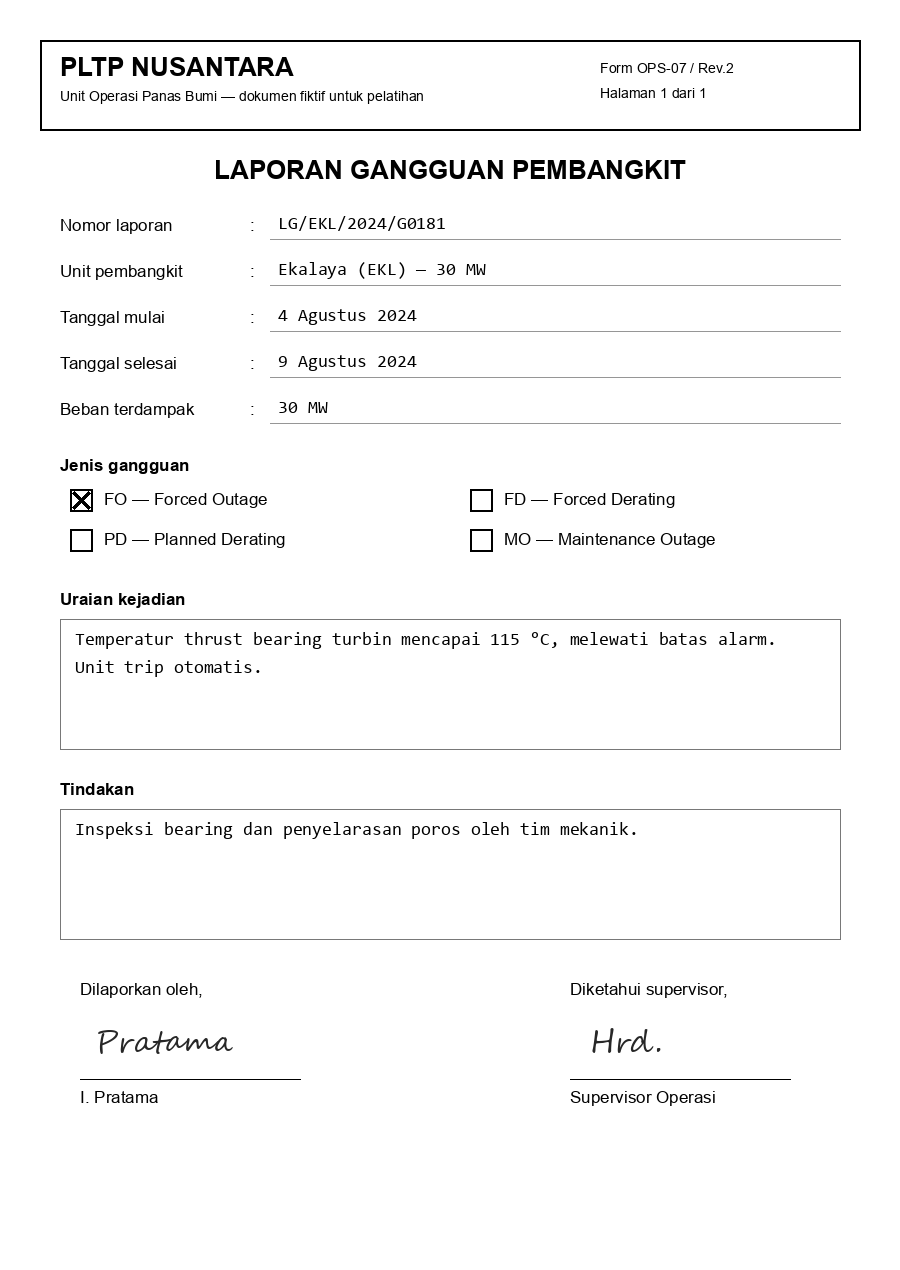 PLTP NUSANTARA
Unit Operasi Panas Bumi — dokumen fiktif untuk pelatihan
Form OPS-07 / Rev.2
Halaman 1 dari 1
LAPORAN GANGGUAN PEMBANGKIT
Nomor laporan : LG/EKL/2024/G0181
Unit pembangkit : Ekalaya (EKL) — 30 MW
Tanggal mulai : 4 Agustus 2024
Tanggal selesai : 9 Agustus 2024
Beban terdampak : 30 MW
Jenis gangguan
FO — Forced Outage
FD — Forced Derating
PD — Planned Derating
MO — Maintenance Outage
Uraian kejadian
Temperatur thrust bearing turbin mencapai 115 °C, melewati batas alarm.
Unit trip otomatis.
Tindakan
Inspeksi bearing dan penyelarasan poros oleh tim mekanik.
Dilaporkan oleh,
Pratama
I. Pratama
Diketahui supervisor,
Hrd.
Supervisor Operasi